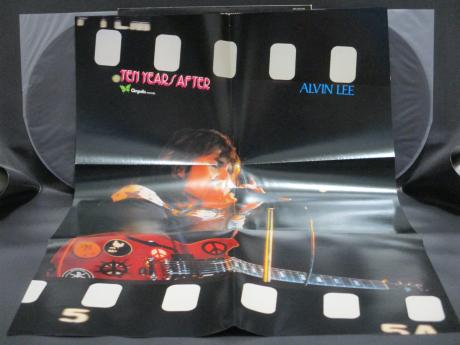 TEN YEARS AFTER
Chrysalis
ALVIN LEE
5
5A